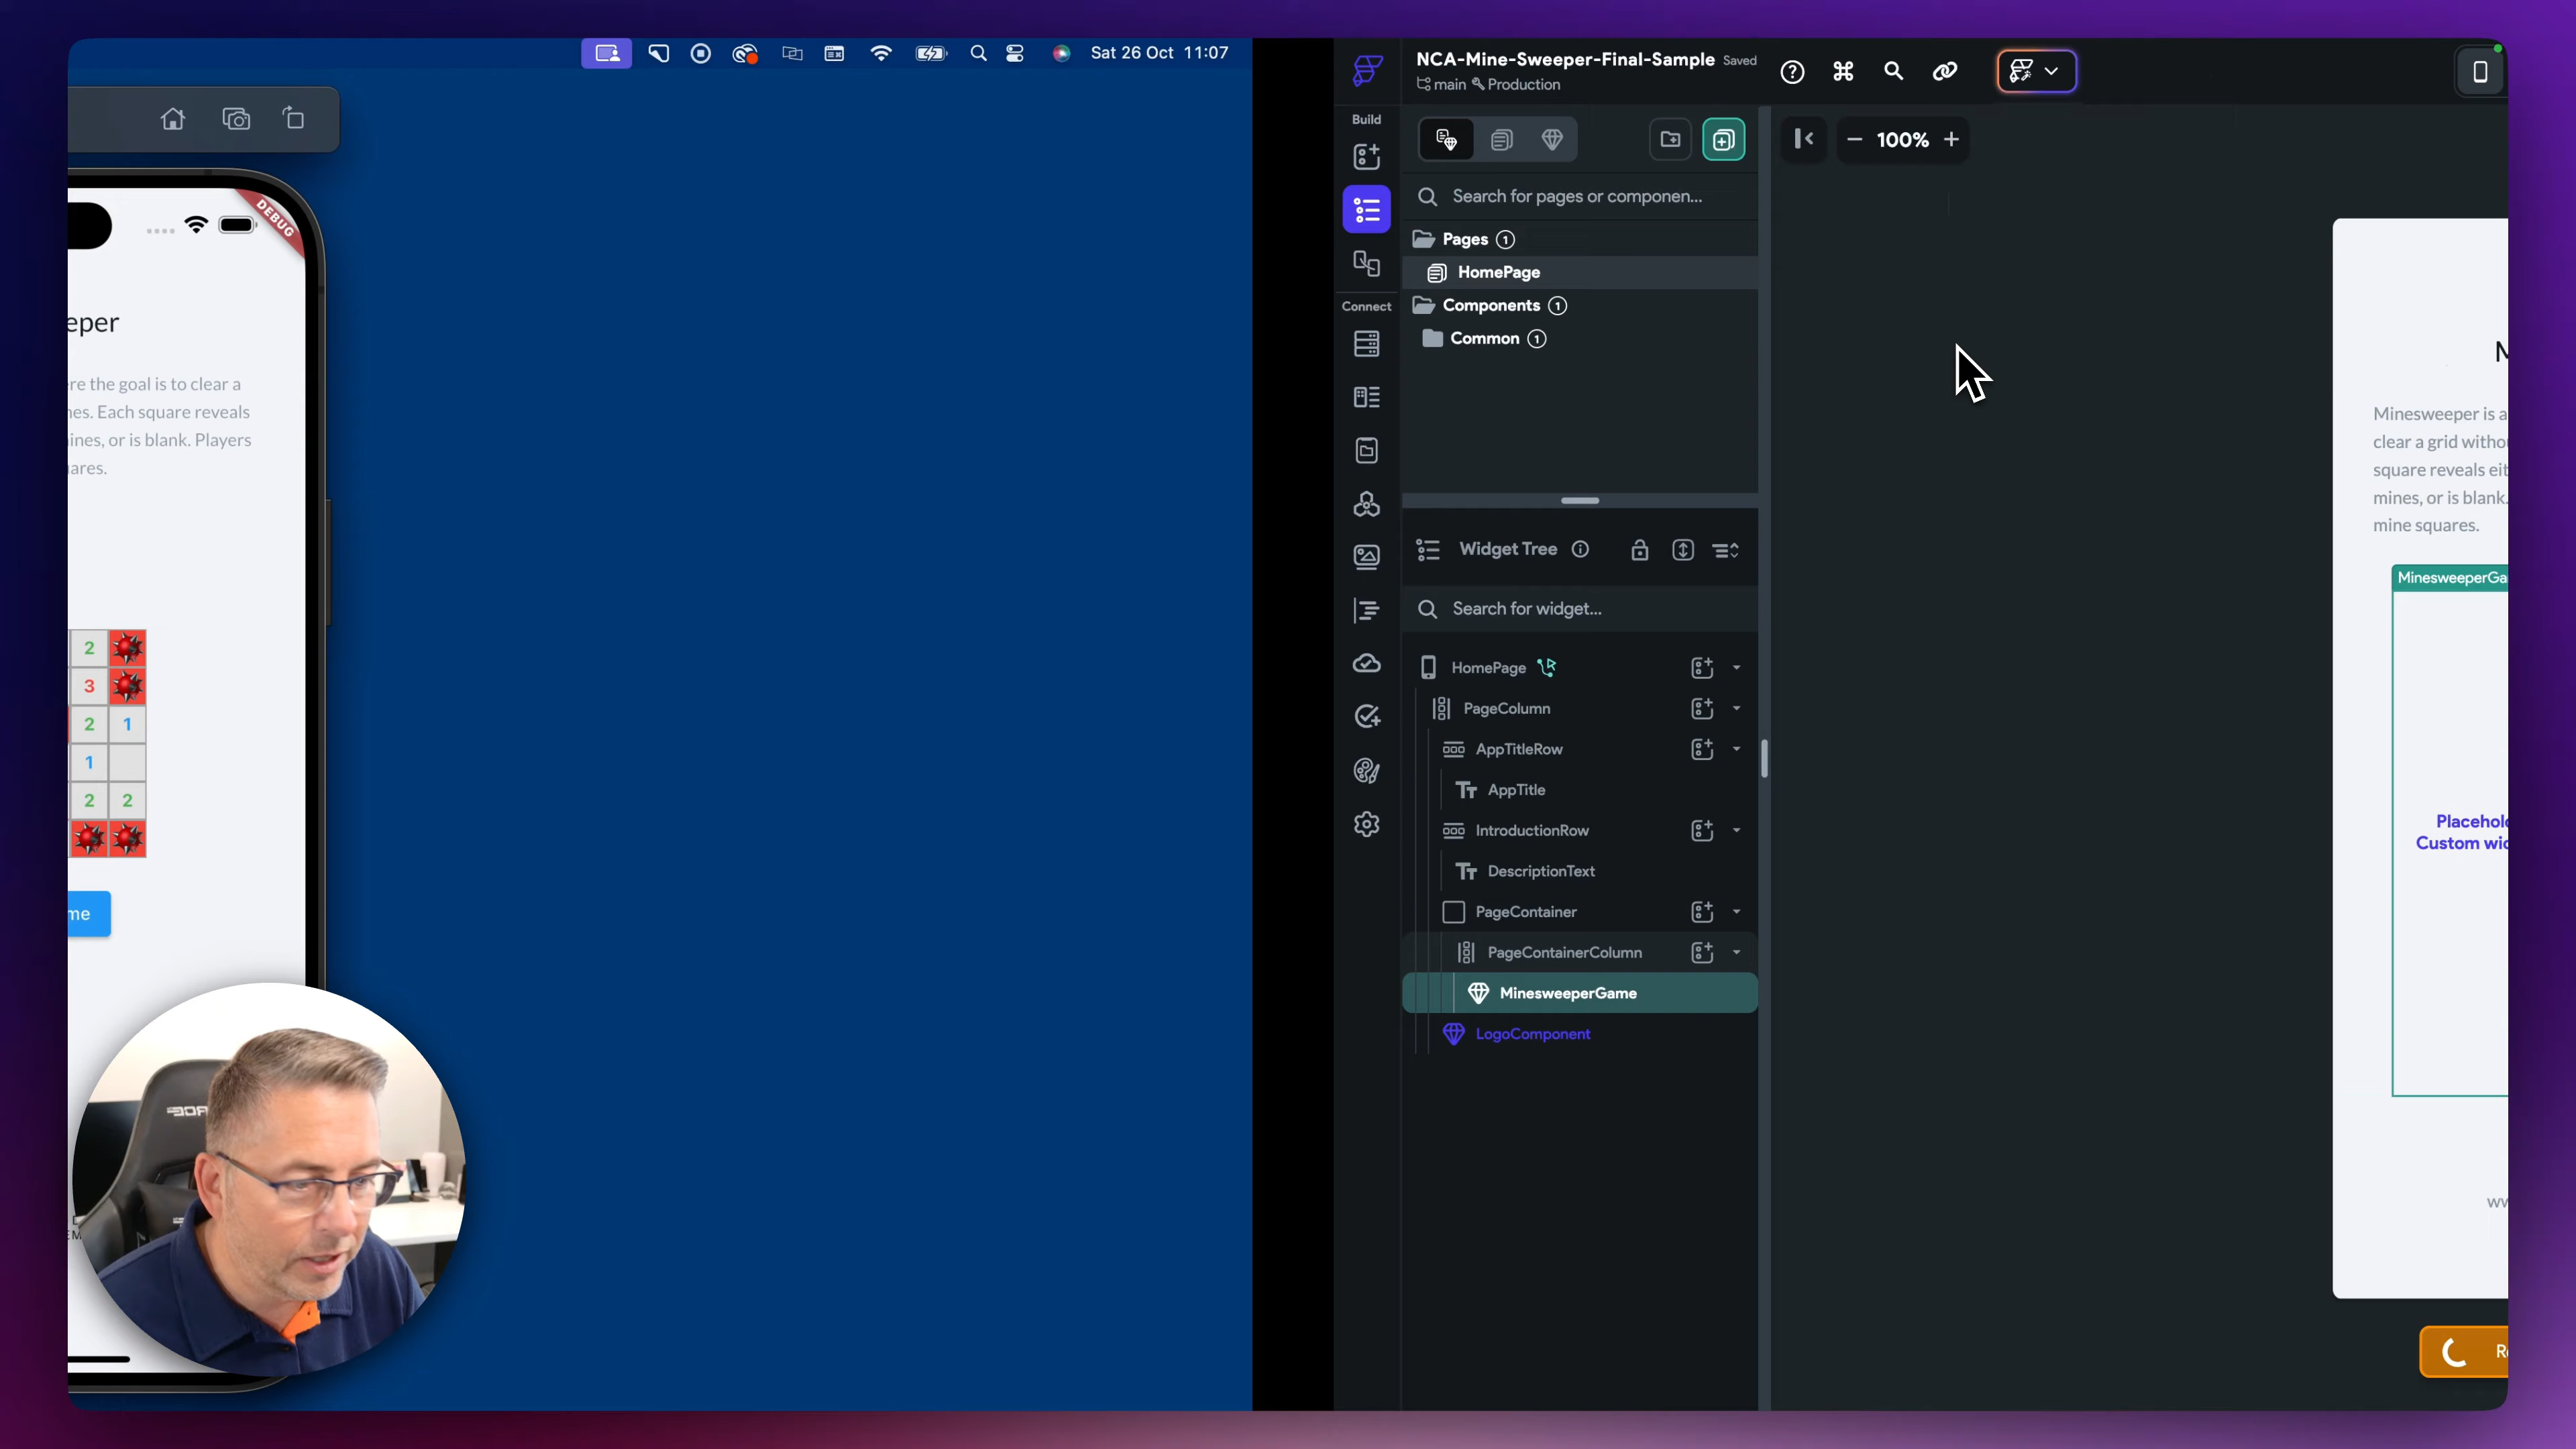 Sat 26 Oct 11:07
DEBUG
eper
re the goal is to clear a
nes. Each square reveals
ines, or is blank. Players
ares.
2
3
2 1
1
2 2
me
NCA-Mine-Sweeper-Final-Sample Saved
main Production
Build
100%
Search for pages or componen...
Pages 1
HomePage
Connect
Components 1
Common 1
Widget Tree
Search for widget...
HomePage
PageColumn
AppTitleRow
AppTitle
IntroductionRow
DescriptionText
PageContainer
PageContainerColumn
MinesweeperGame
LogoComponent
M
Minesweeper is a
clear a grid witho
square reveals eit
mines, or is blank.
mine squares.
MinesweeperGa
Placehol
Custom wi